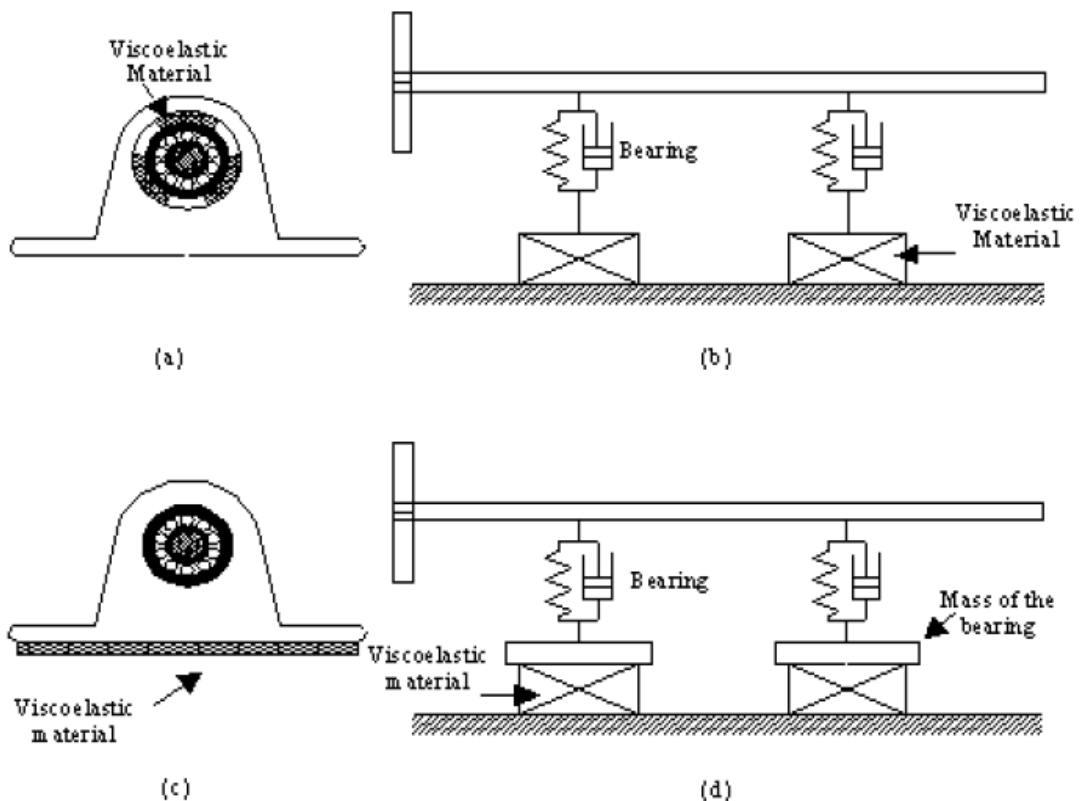 Viscoelastic
Material
(a)
Bearing
Viscoelastic
Material
(b)
Viscoelastic
material
(c)
Bearing
Mass of the
bearing
Viscoelastic
material
(d)